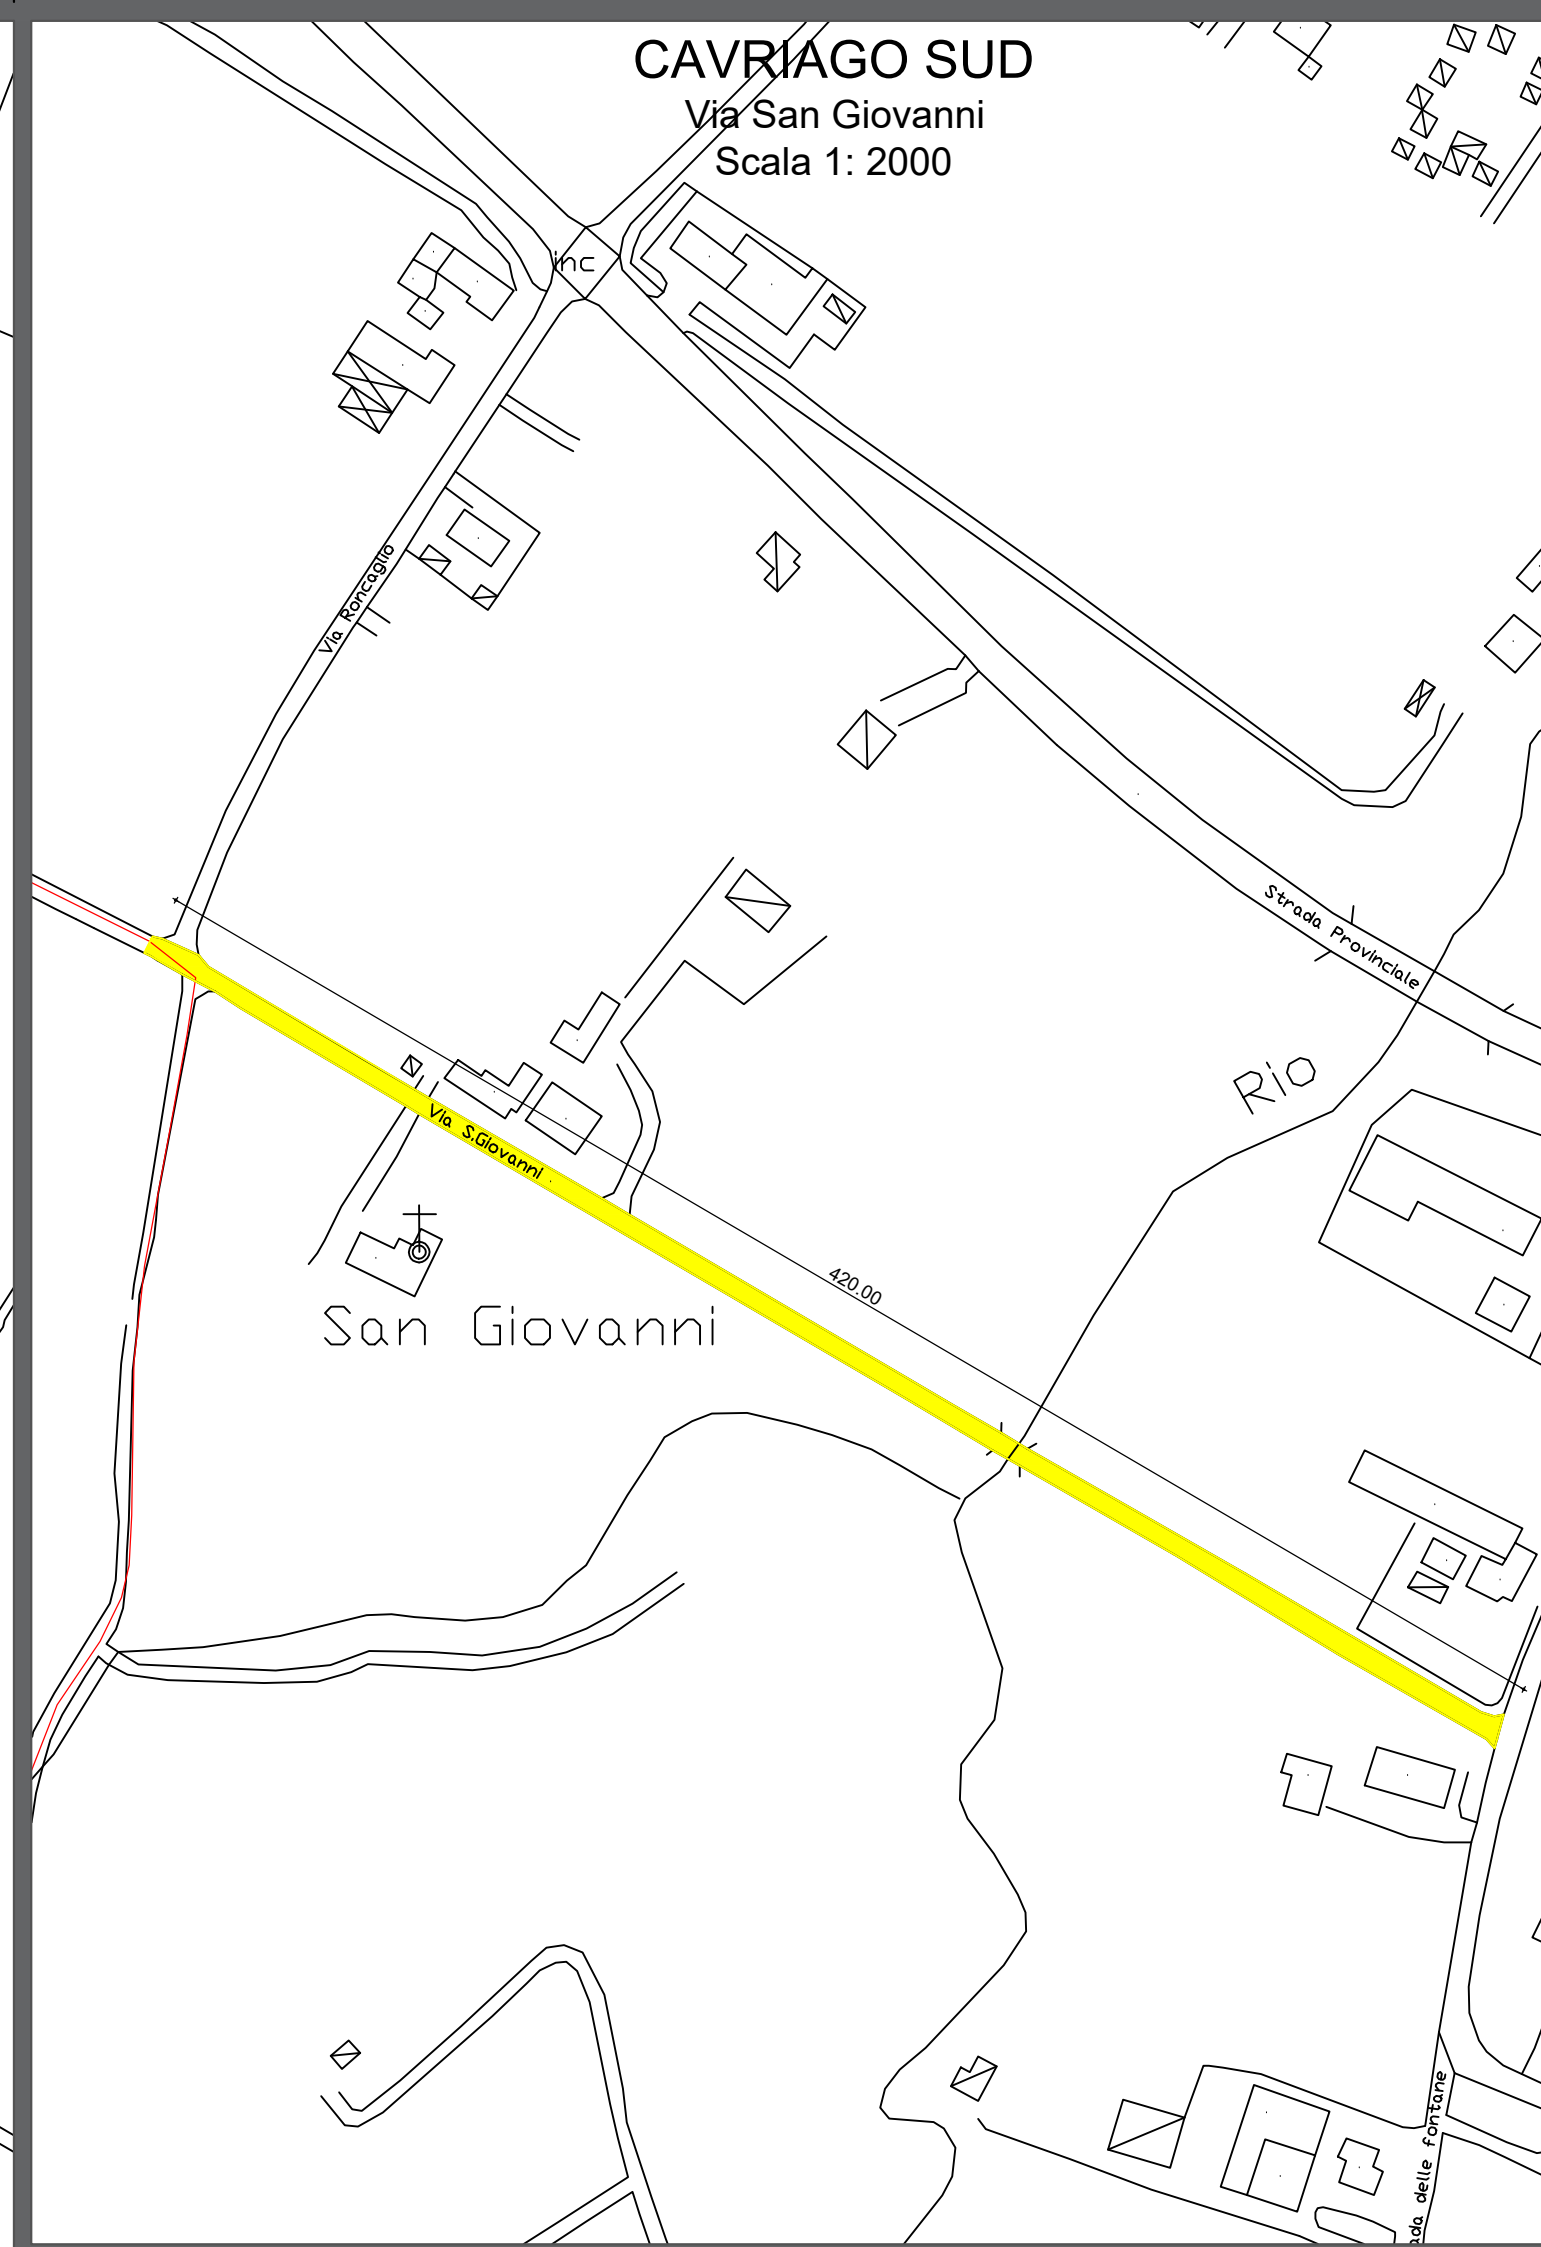 CAVRIAGO SUD
Via San Giovanni
Scala 1: 2000
inc
Via Roncaglio
Strada Provinciale
Rio
Via S.Giovanni
420.00
San Giovanni
delle fontane